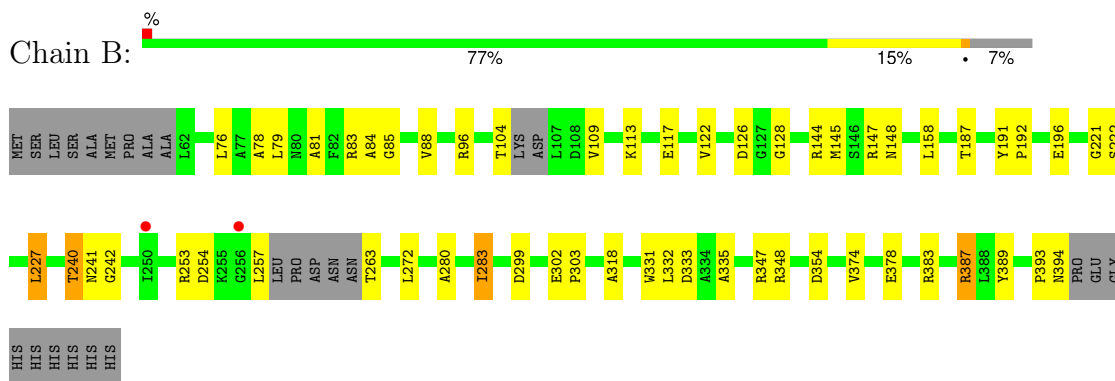 %
Chain B:
77% 15% • 7%
MET SER LEU SER ALA MET PRO ALA ALA L62 L76 A77 A78 L79 N80 A81 F82 R83 A84 G85 V88 R96 T104 LYS ASP L107 D108 V109 K113 E117 V122 D126 G127 G128 R144 M145 S146 R147 N148 L158 T187 Y191 P192 E196 G221
L227 T240 N241 G242 I250 R253 D254 K255 G256 L257 LEU PRO ASP ASN ASN T263 L272 A280 I283 D299 E302 P303 A318 W331 L332 D333 A334 A335 R347 R348 D354 V374 E378 R383 R387 L388 Y389 P393 N394 PRO GLU GLY
HIS HIS HIS HIS HIS HIS